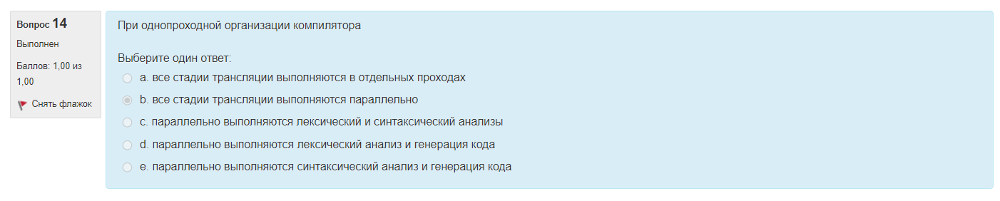 Вопрос 14
Выполнен
Баллов: 1,00 из
1,00
Снять флажок
При однопроходной организации компилятора
Выберите один ответ:
a. все стадии трансляции выполняются в отдельных проходах
b. все стадии трансляции выполняются параллельно
c. параллельно выполняются лексический и синтаксический анализы
d. параллельно выполняются лексический анализ и генерация кода
e. параллельно выполняются синтаксический анализ и генерация кода